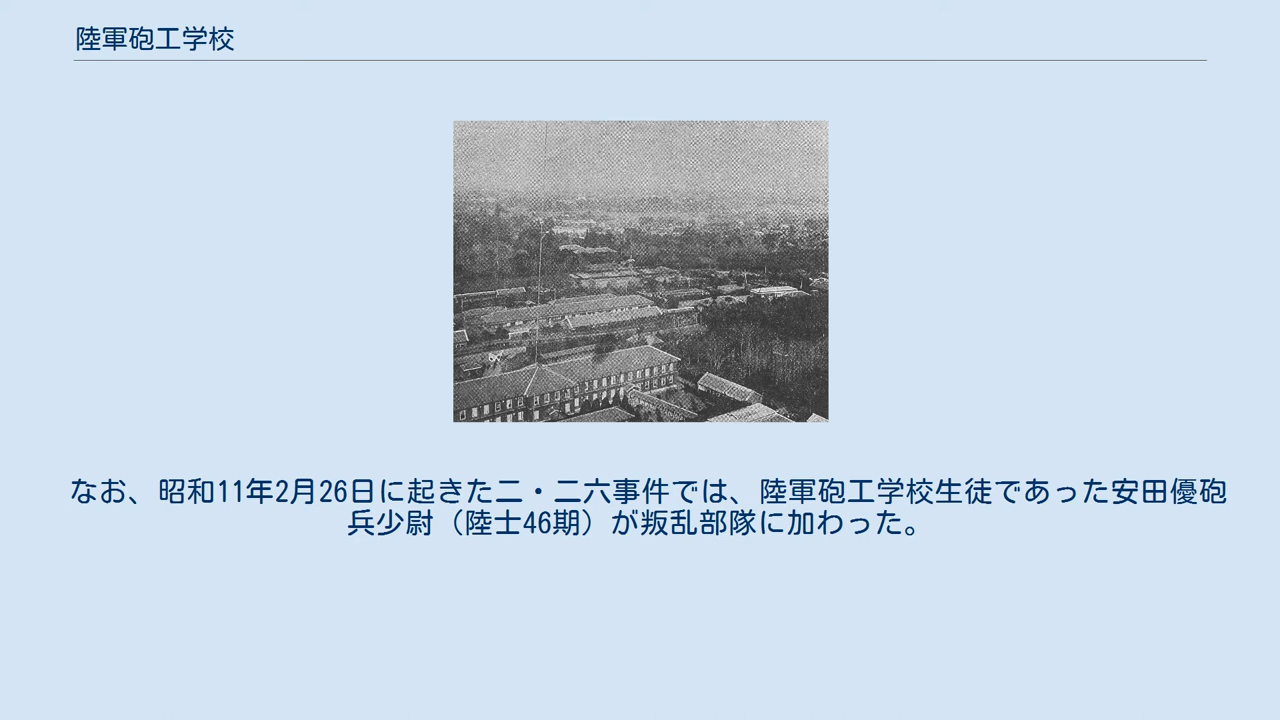 陸軍砲工学校
なお、昭和11年2月26日に起きた二・二六事件では、陸軍砲工学校生徒であった安田優砲
兵少尉（陸士46期）が叛乱部隊に加わった。